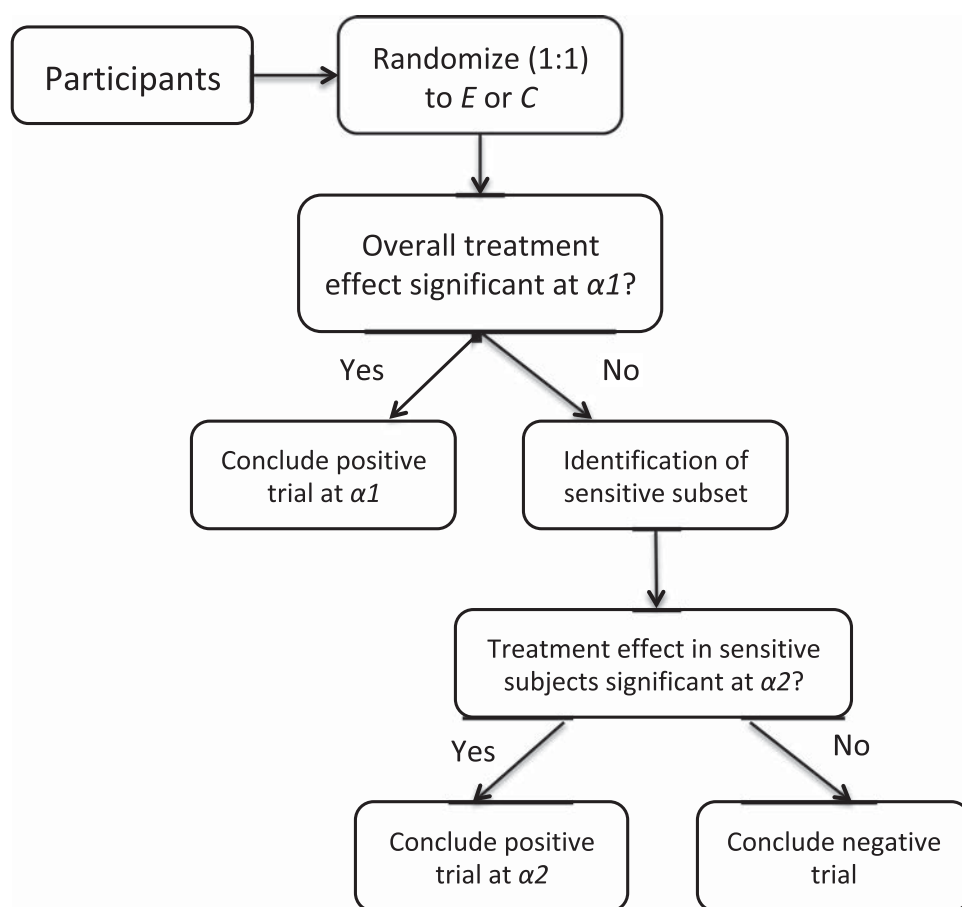 Participants
Randomize (1:1)
to E or C
Overall treatment
effect significant at α1?
Yes
No
Conclude positive
trial at α1
Identification of
sensitive subset
Treatment effect in sensitive
subjects significant at α2?
Yes
No
Conclude positive
trial at α2
Conclude negative
trial